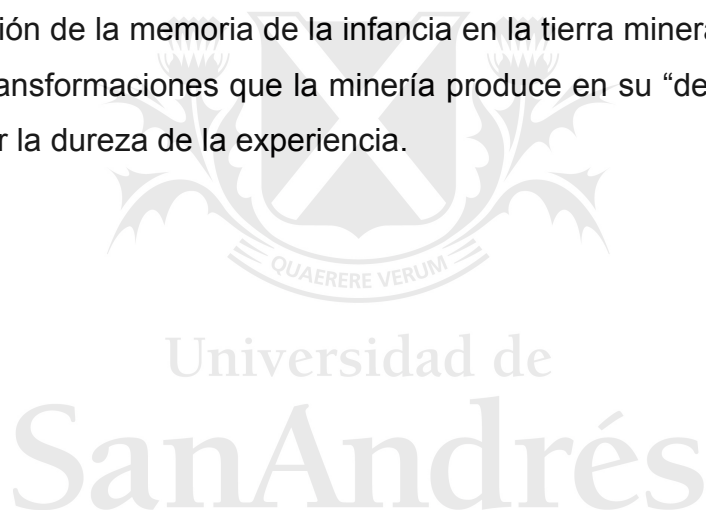 ión de la memoria de la infancia en la tierra minera
ansformaciones que la minería produce en su “de
r la dureza de la experiencia.
QUAERERE VERUM
Universidad de
SanAndrés